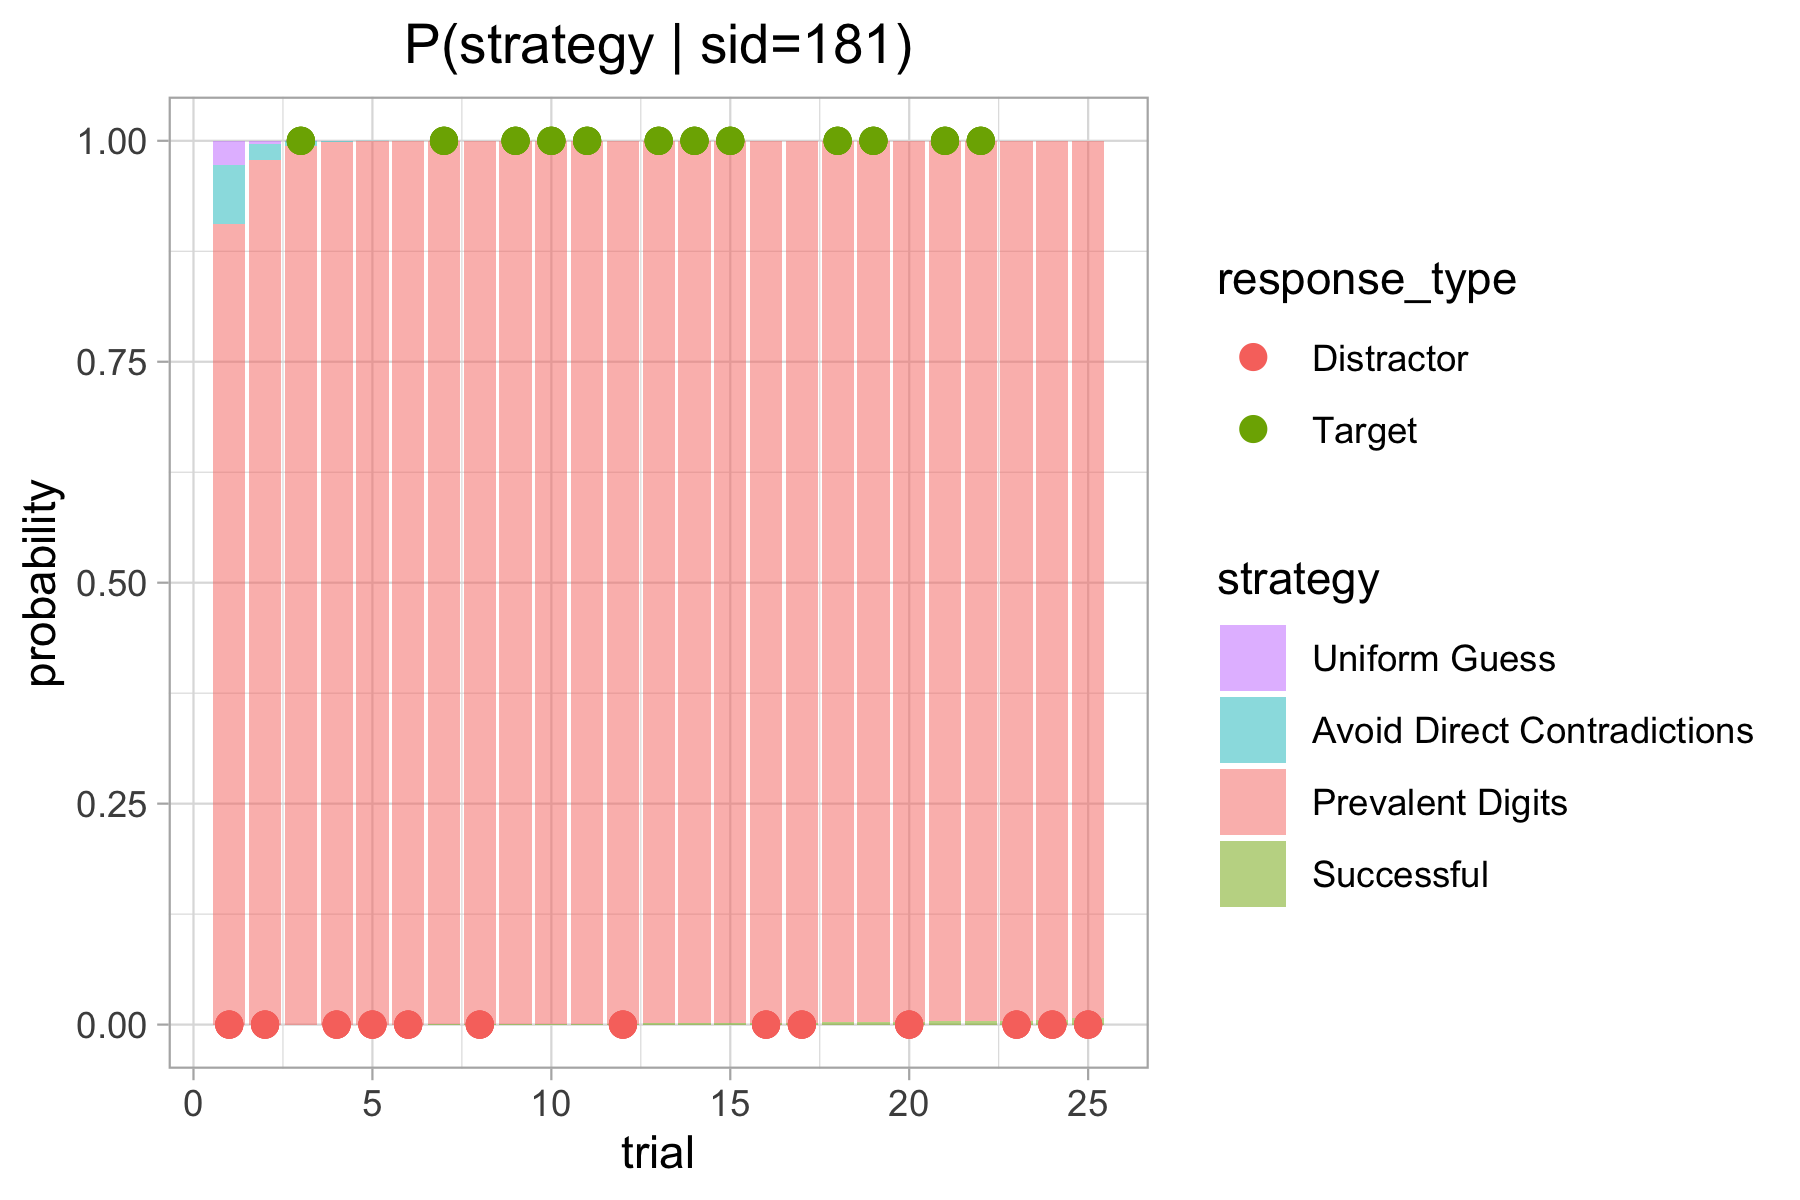 P(strategy | sid=181)
probability
1.00
0.75
0.50
0.25
0.00
0 5 10 15 20 25
trial
response_type
Distractor
Target
strategy
Uniform Guess
Avoid Direct Contradictions
Prevalent Digits
Successful